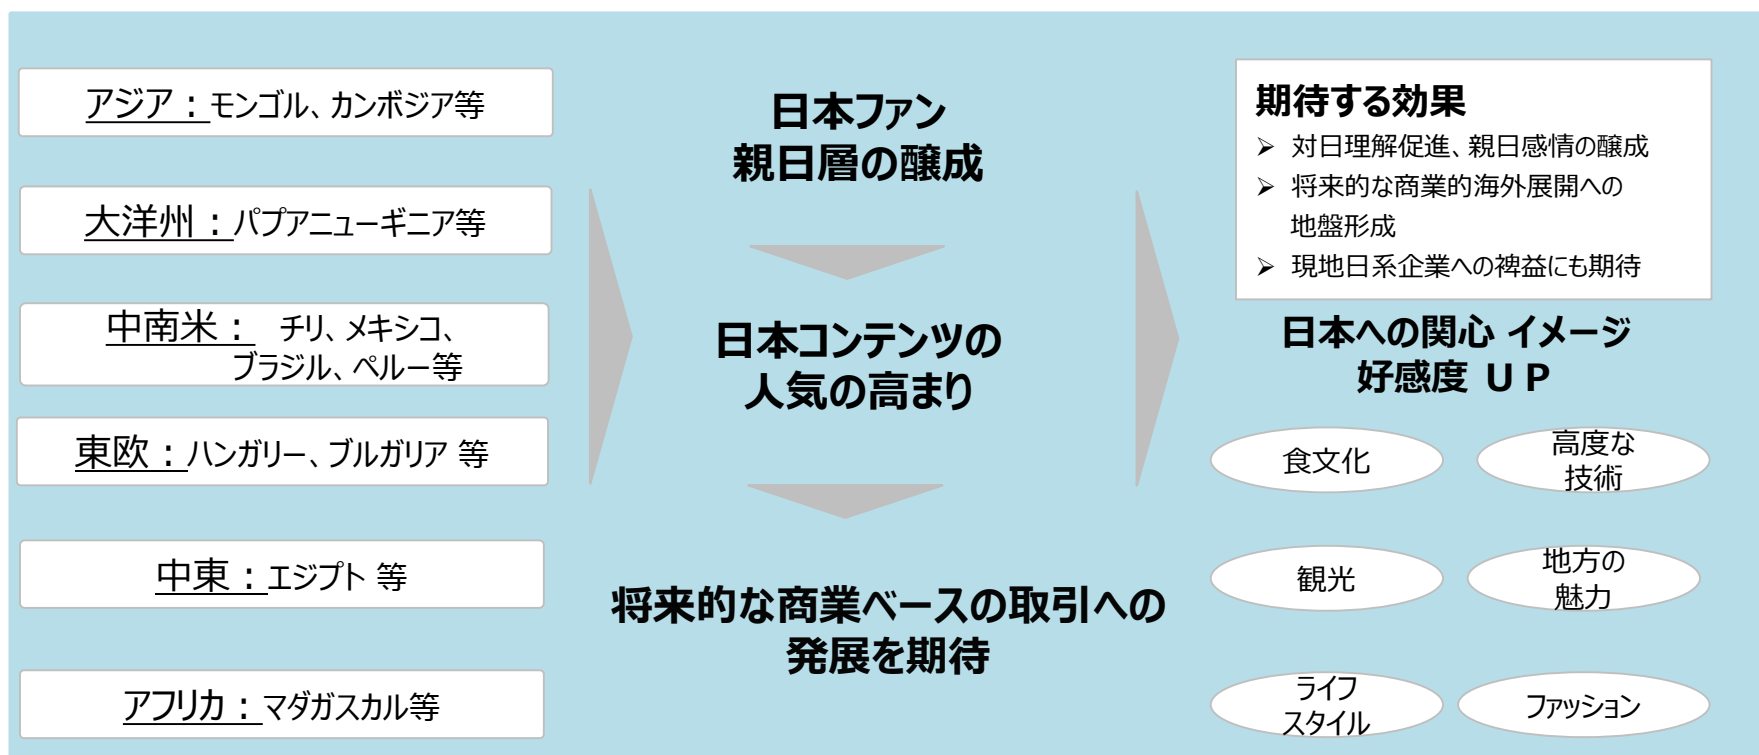 アジア：モンゴル、カンボジア等
大洋州：パプアニューギニア等
中南米： チリ、メキシコ、
ブラジル、ペルー等
東欧：ハンガリー、ブルガリア 等
中東：エジプト 等
アフリカ：マダガスカル等
日本ファン
親日層の醸成
日本コンテンツの
人気の高まり
将来的な商業ベースの取引への
発展を期待
期待する効果
➢ 対日理解促進、親日感情の醸成
➢ 将来的な商業的海外展開への
地盤形成
➢ 現地日系企業への裨益にも期待
日本への関心 イメージ
好感度 ＵＰ
食文化
高度な
技術
観光
地方の
魅力
ライフ
スタイル
ファッション